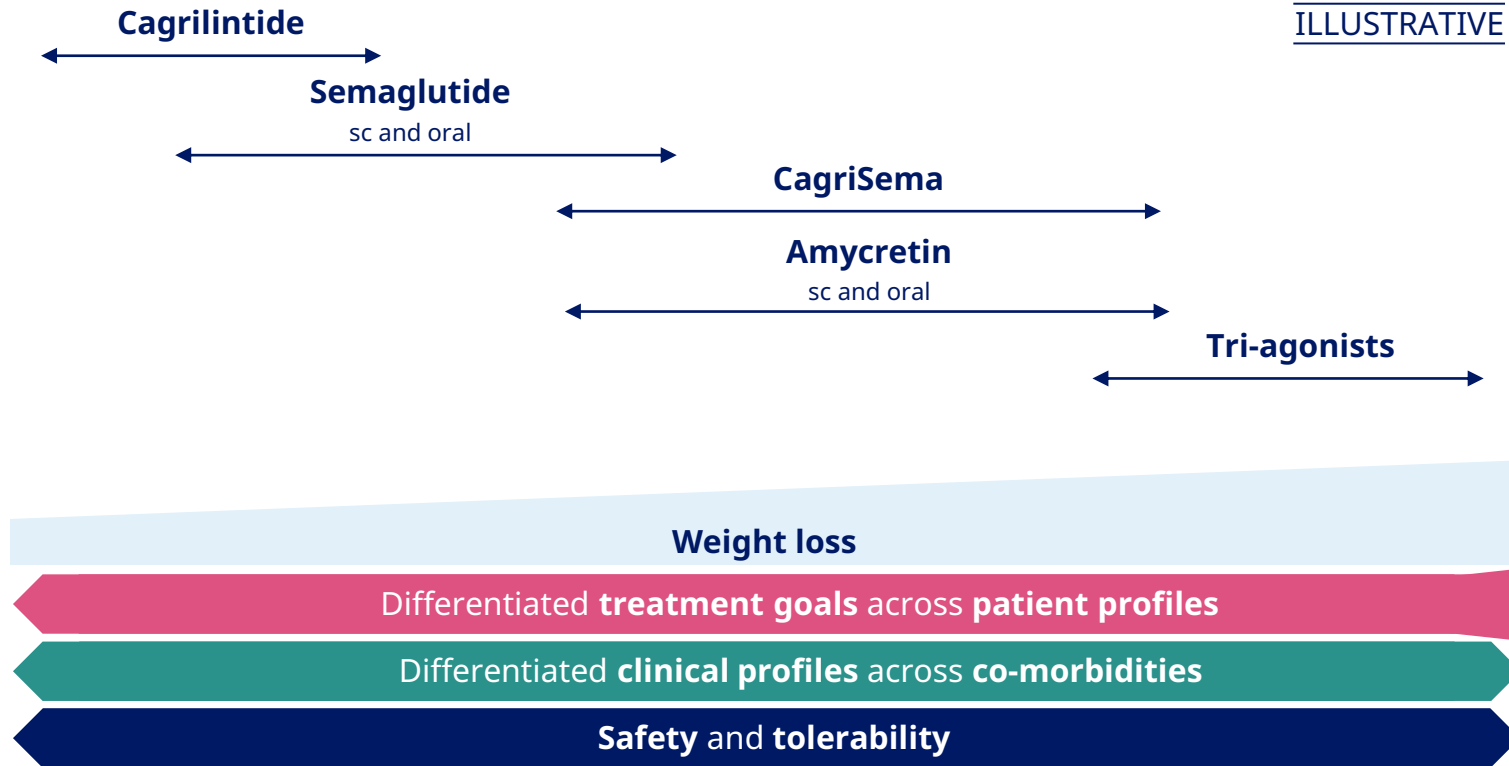 Cagrilintide
ILLUSTRATIVE
Semaglutide
sc and oral
CagriSema
Amycretin
sc and oral
Tri-agonists
Weight loss
Differentiated treatment goals across patient profiles
Differentiated clinical profiles across co-morbidities
Safety and tolerability